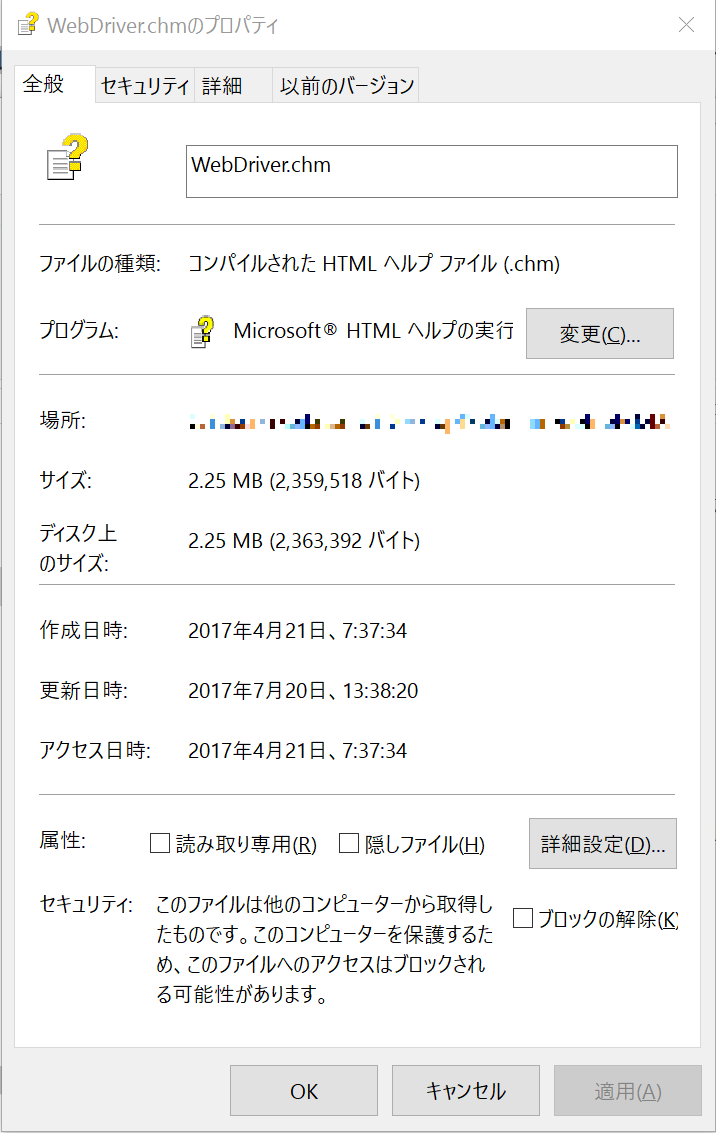 WebDriver.chmのプロパティ
全般 セキュリティ 詳細 以前のバージョン
WebDriver.chm
ファイルの種類: コンパイルされた HTML ヘルプ ファイル (.chm)
プログラム: Microsoft® HTML ヘルプの実行 変更(C)...
場所:
サイズ: 2.25 MB (2,359,518 バイト)
ディスク上
のサイズ: 2.25 MB (2,363,392 バイト)
作成日時: 2017年4月21日、7:37:34
更新日時: 2017年7月20日、13:38:20
アクセス日時: 2017年4月21日、7:37:34
属性: 読み取り専用(R) 隠しファイル(H) 詳細設定(D)...
セキュリティ: このファイルは他のコンピューターから取得し
たものです。このコンピューターを保護するた
め、このファイルへのアクセスはブロックされ
る可能性があります。
ブロックの解除(K)
OK キャンセル 適用(A)